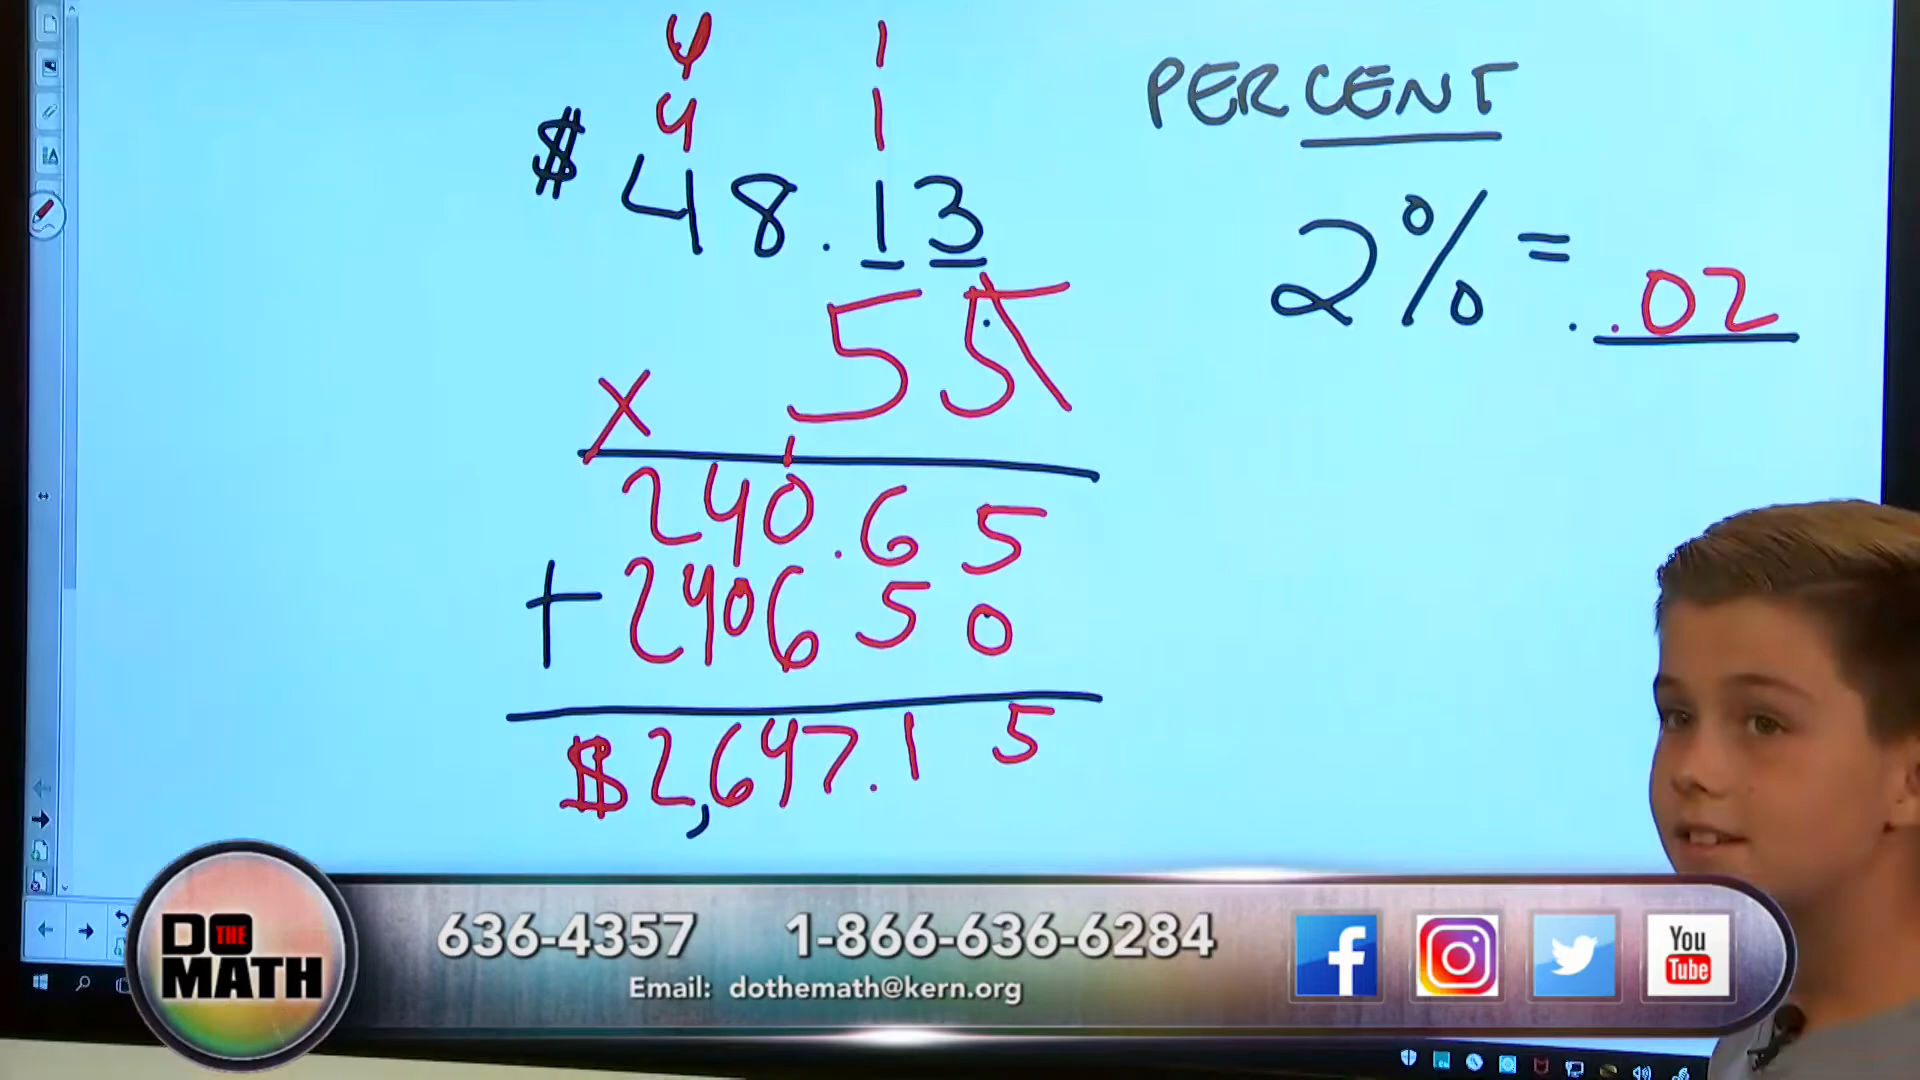 4 1
4 1
$ 48.13
x 55
240.65
+ 240650
$2,647.15
PERCENT
2% = .02
DO THE MATH
636-4357 1-866-636-6284
Email: dothemath@kern.org
You Tube